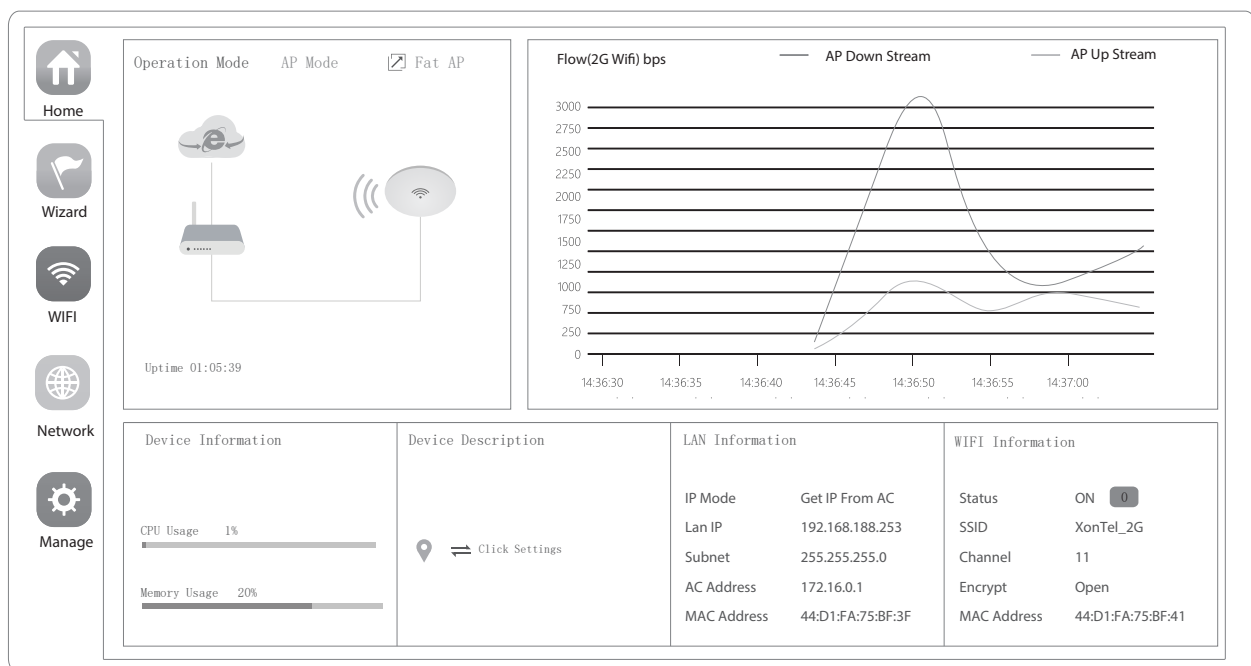 Home
Wizard
WIFI
Network
Manage
Operation Mode AP Mode Fat AP
Uptime 01:05:39
Flow(2G Wifi) bps AP Down Stream AP Up Stream
3000
2750
2500
2250
2000
1750
1500
1250
1000
750
250
0
14:36:30 14:36:35 14:36:40 14:36:45 14:36:50 14:36:55 14:37:00
Device Information
CPU Usage 1%
Memory Usage 20%
Device Description
Click Settings
LAN Information
IP Mode Get IP From AC
Lan IP 192.168.188.253
Subnet 255.255.255.0
AC Address 172.16.0.1
MAC Address 44:D1:FA:75:BF:3F
WIFI Information
Status ON 0
SSID XonTel_2G
Channel 11
Encrypt Open
MAC Address 44:D1:FA:75:BF:41